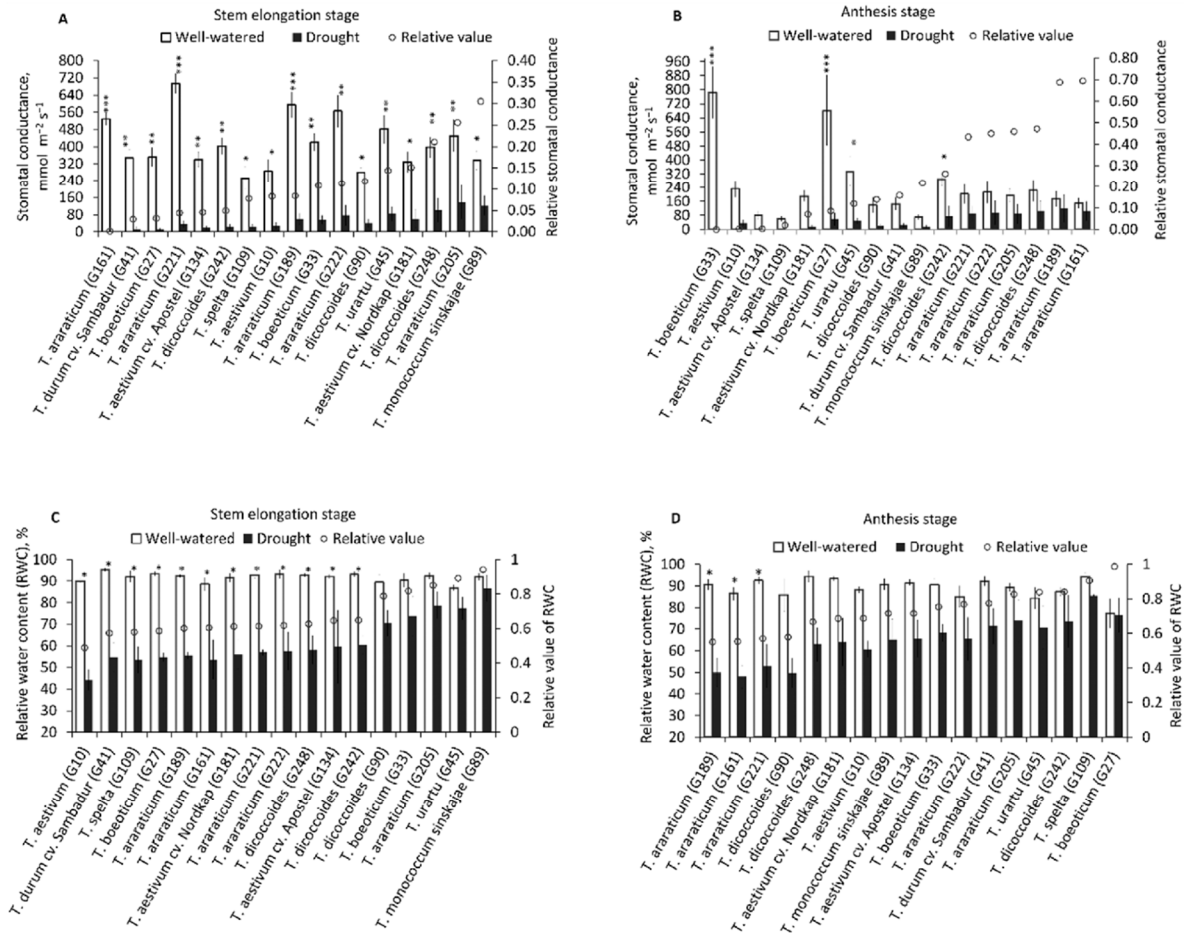 A
Stem elongation stage
Well-watered Drought Relative value
Stomatal conductance,
mmol m⁻² s⁻¹
800
720
640
560
480
400
320
240
160
80
0
0.40
0.35
0.30
0.25
0.20
0.15
0.10
0.05
0.00
Relative stomatal conductance
*** ** ** *** ** ** * * *** ** ** * ** * ** ** *
T. araraticum (G161)
T. durum cv. Sambadur (G41)
T. boeoticum (G27)
T. araraticum (G221)
T. aestivum cv. Apostel (G134)
T. dicoccoides (G242)
T. spelta (G109)
T. aestivum (G10)
T. araraticum (G189)
T. boeoticum (G33)
T. araraticum (G222)
T. dicoccoides (G90)
T. urartu (G45)
T. aestivum cv. Nordkap (G181)
T. dicoccoides (G248)
T. araraticum (G205)
T. monococcum sinskajae (G89)
B
Anthesis stage
Well-watered Drought Relative value
Stomatal conductance,
mmol m⁻² s⁻¹
960
880
800
720
640
560
480
400
320
240
160
80
0
0.80
0.70
0.60
0.50
0.40
0.30
0.20
0.10
0.00
Relative stomatal conductance
*** *** * *
T. boeoticum (G33)
T. aestivum (G10)
T. aestivum cv. Apostel (G134)
T. spelta (G109)
T. aestivum cv. Nordkap (G181)
T. boeoticum (G27)
T. urartu (G45)
T. dicoccoides (G90)
T. durum cv. Sambadur (G41)
T. monococcum sinskajae (G89)
T. dicoccoides (G242)
T. araraticum (G221)
T. araraticum (G222)
T. araraticum (G205)
T. dicoccoides (G248)
T. araraticum (G189)
T. araraticum (G161)
C
Stem elongation stage
Well-watered Drought Relative value
Relative water content (RWC), %
100
90
80
70
60
50
40
30
20
1
0.8
0.6
0.4
0.2
0
Relative value of RWC
* * * * * * * * * * * *
T. aestivum (G10)
T. durum cv. Sambadur (G41)
T. spelta (G109)
T. boeoticum (G27)
T. araraticum (G189)
T. araraticum (G161)
T. aestivum cv. Nordkap (G181)
T. araraticum (G221)
T. araraticum (G222)
T. dicoccoides (G248)
T. aestivum cv. Apostel (G134)
T. dicoccoides (G242)
T. dicoccoides (G90)
T. boeoticum (G33)
T. araraticum (G205)
T. urartu (G45)
T. monococcum sinskajae (G89)
D
Anthesis stage
Well-watered Drought Relative value
Relative water content (RWC), %
100
90
80
70
60
50
40
30
20
1
0.8
0.6
0.4
0.2
0
Relative value of RWC
* * *
T. araraticum (G189)
T. araraticum (G161)
T. araraticum (G221)
T. dicoccoides (G90)
T. dicoccoides (G248)
T. aestivum cv. Nordkap (G181)
T. aestivum (G10)
T. monococcum sinskajae (G89)
T. aestivum cv. Apostel (G134)
T. boeoticum (G33)
T. araraticum (G222)
T. durum cv. Sambadur (G41)
T. araraticum (G205)
T. urartu (G45)
T. dicoccoides (G242)
T. spelta (G109)
T. boeoticum (G27)